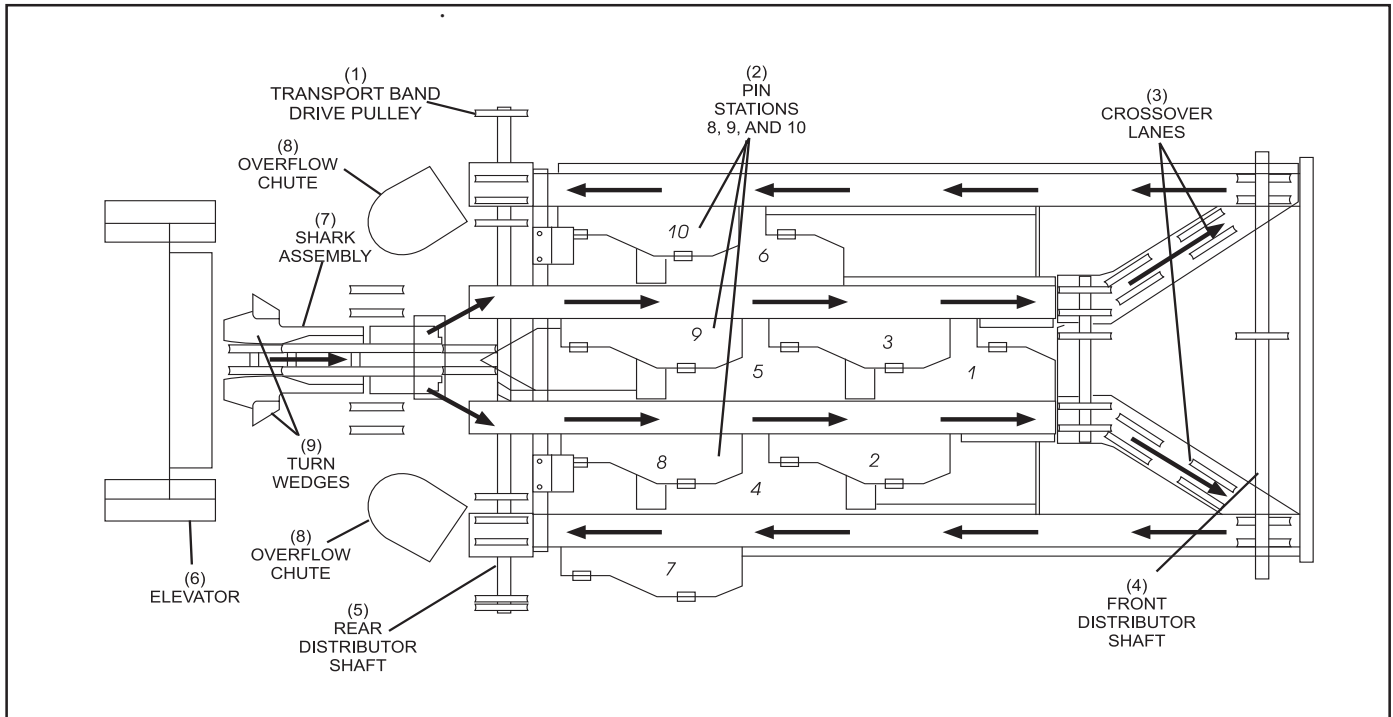 (1)
TRANSPORT BAND
DRIVE PULLEY
(2)
PIN
STATIONS
8, 9, AND 10
(3)
CROSSOVER
LANES
(8)
OVERFLOW
CHUTE
(7)
SHARK
ASSEMBLY
10
6
9
3
5
1
8
2
4
7
(9)
TURN
WEDGES
(8)
OVERFLOW
CHUTE
(6)
ELEVATOR
(5)
REAR
DISTRIBUTOR
SHAFT
(4)
FRONT
DISTRIBUTOR
SHAFT